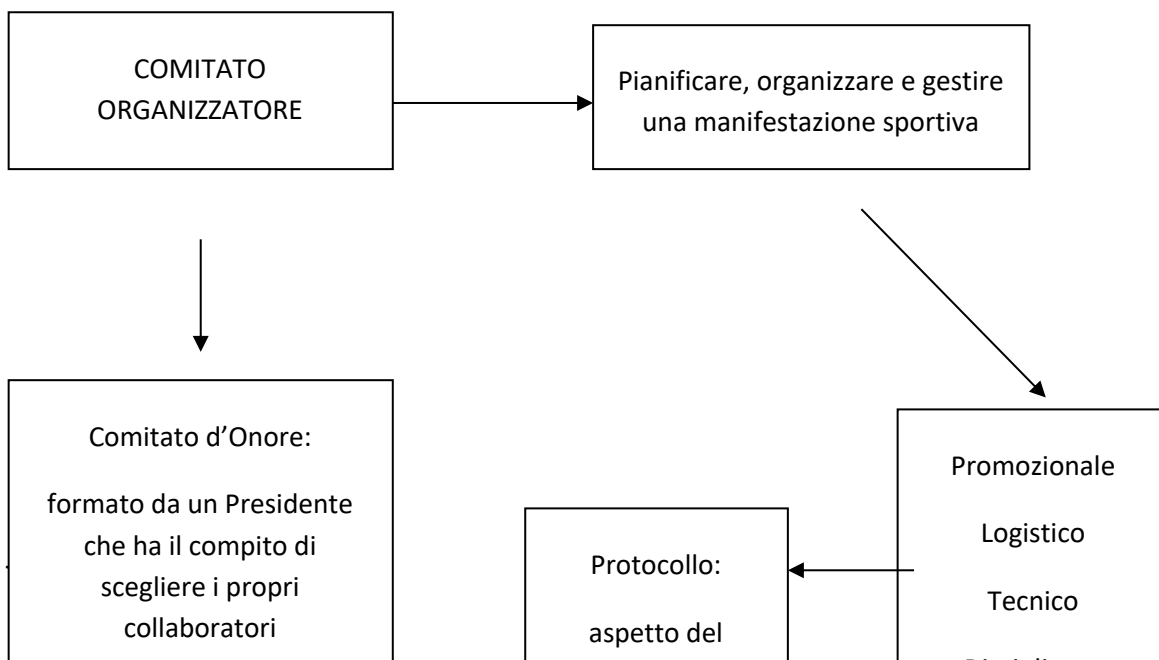 COMITATO
ORGANIZZATORE
Pianificare, organizzare e gestire
una manifestazione sportiva
Comitato d’Onore:
formato da un Presidente
che ha il compito di
scegliere i propri
collaboratori
Protocollo:
aspetto del
Promozionale
Logistico
Tecnico